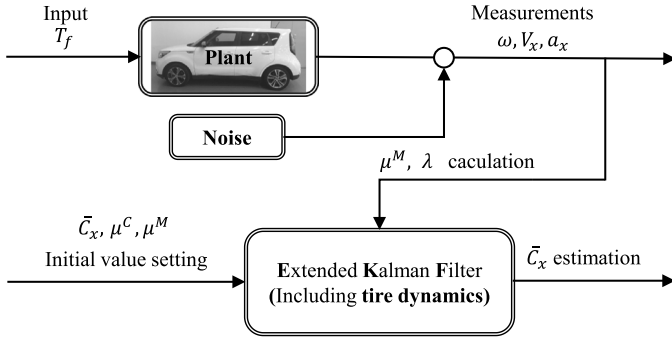 Input
T_f
Measurements
ω, V_x, a_x
Plant
Noise
μ^M, λ caculation
C̄_x, μ^C, μ^M
Initial value setting
Extended Kalman Filter
(Including tire dynamics)
C̄_x estimation